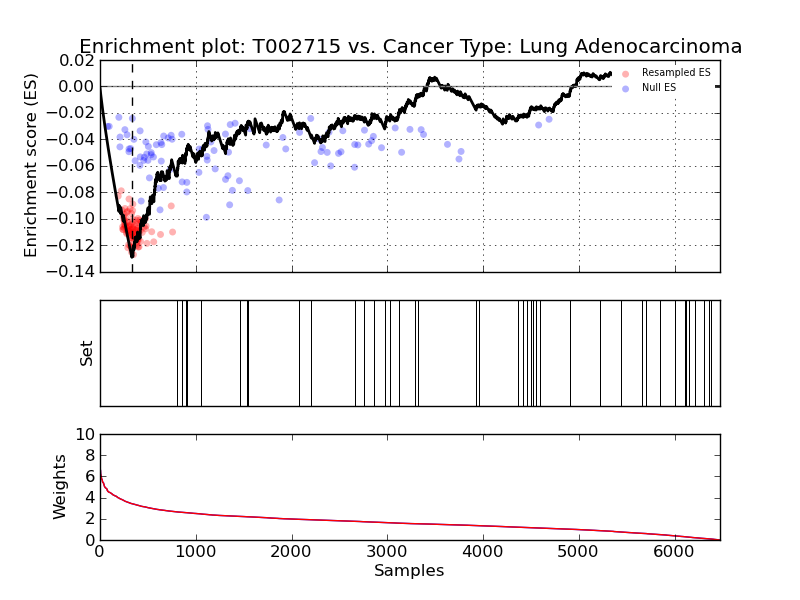 Enrichment plot: T002715 vs. Cancer Type: Lung Adenocarcinoma
Enrichment score (ES)
0.02
0.00
−0.02
−0.04
−0.06
−0.08
−0.10
−0.12
−0.14
Resampled ES
Null ES
Set
Weights
10
8
6
4
2
0
0 1000 2000 3000 4000 5000 6000
Samples